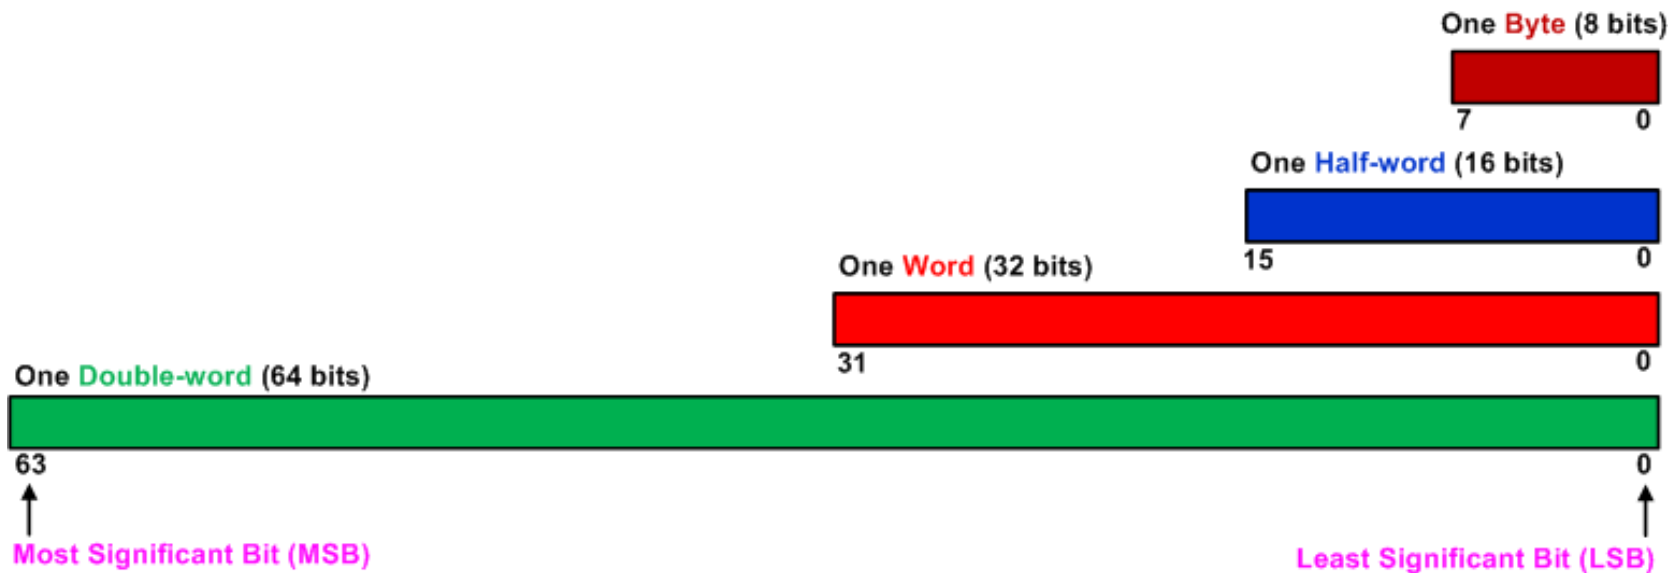 One Byte (8 bits)
7 0
One Half-word (16 bits)
15 0
One Word (32 bits)
31 0
One Double-word (64 bits)
63 0
Most Significant Bit (MSB)
Least Significant Bit (LSB)